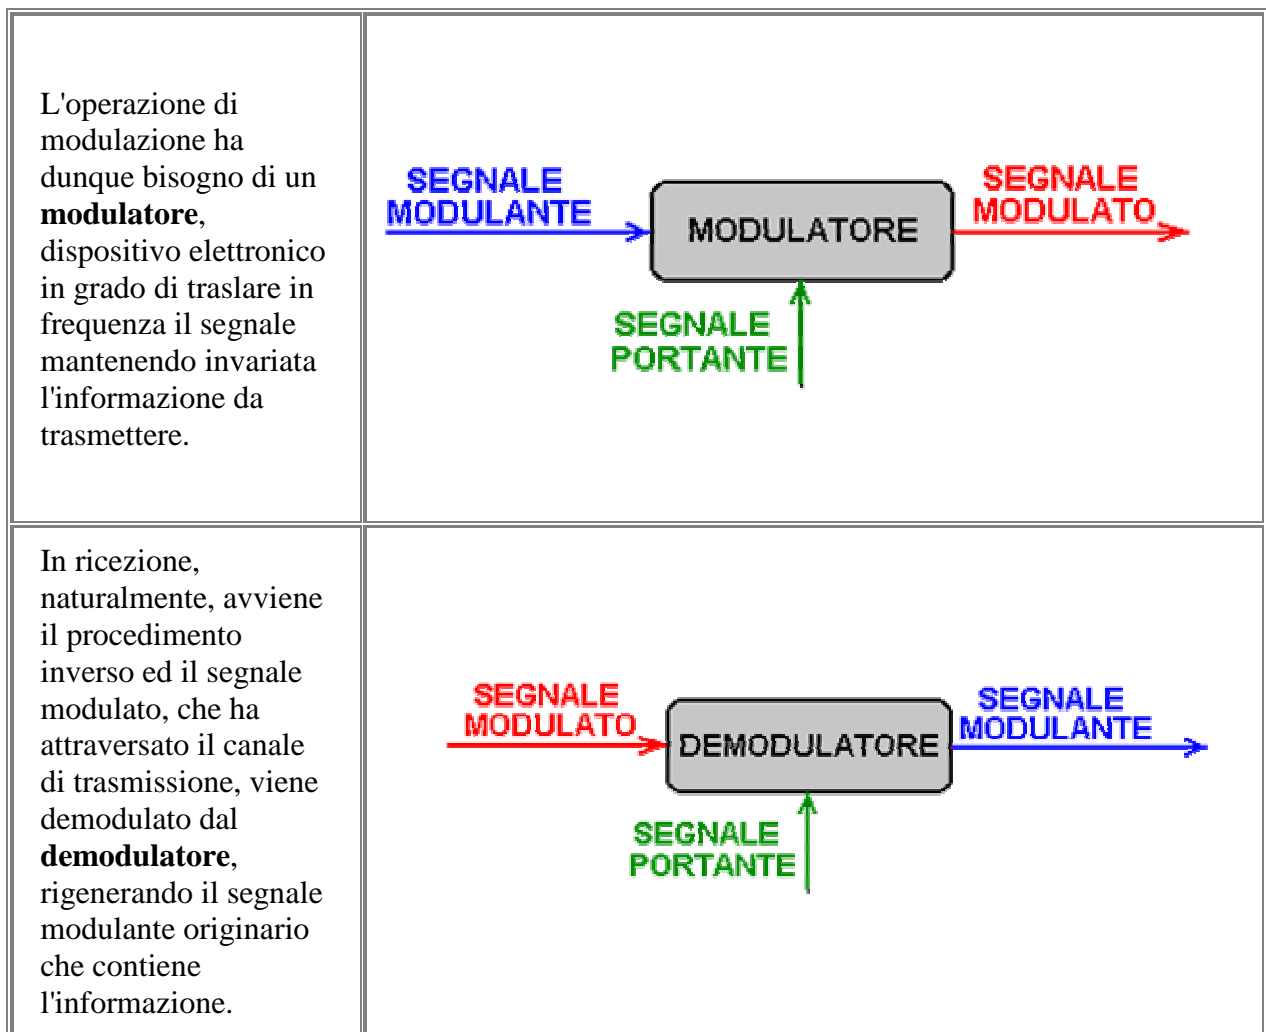 L'operazione di
modulazione ha
dunque bisogno di un
modulatore,
dispositivo elettronico
in grado di traslare in
frequenza il segnale
mantenendo invariata
l'informazione da
trasmettere.
SEGNALE
MODULANTE
MODULATORE
SEGNALE
MODULATO
SEGNALE
PORTANTE
In ricezione,
naturalmente, avviene
il procedimento
inverso ed il segnale
modulato, che ha
attraversato il canale
di trasmissione, viene
demodulato dal
demodulatore,
rigenerando il segnale
modulante originario
che contiene
l'informazione.
SEGNALE
MODULATO
DEMODULATORE
SEGNALE
MODULANTE
SEGNALE
PORTANTE